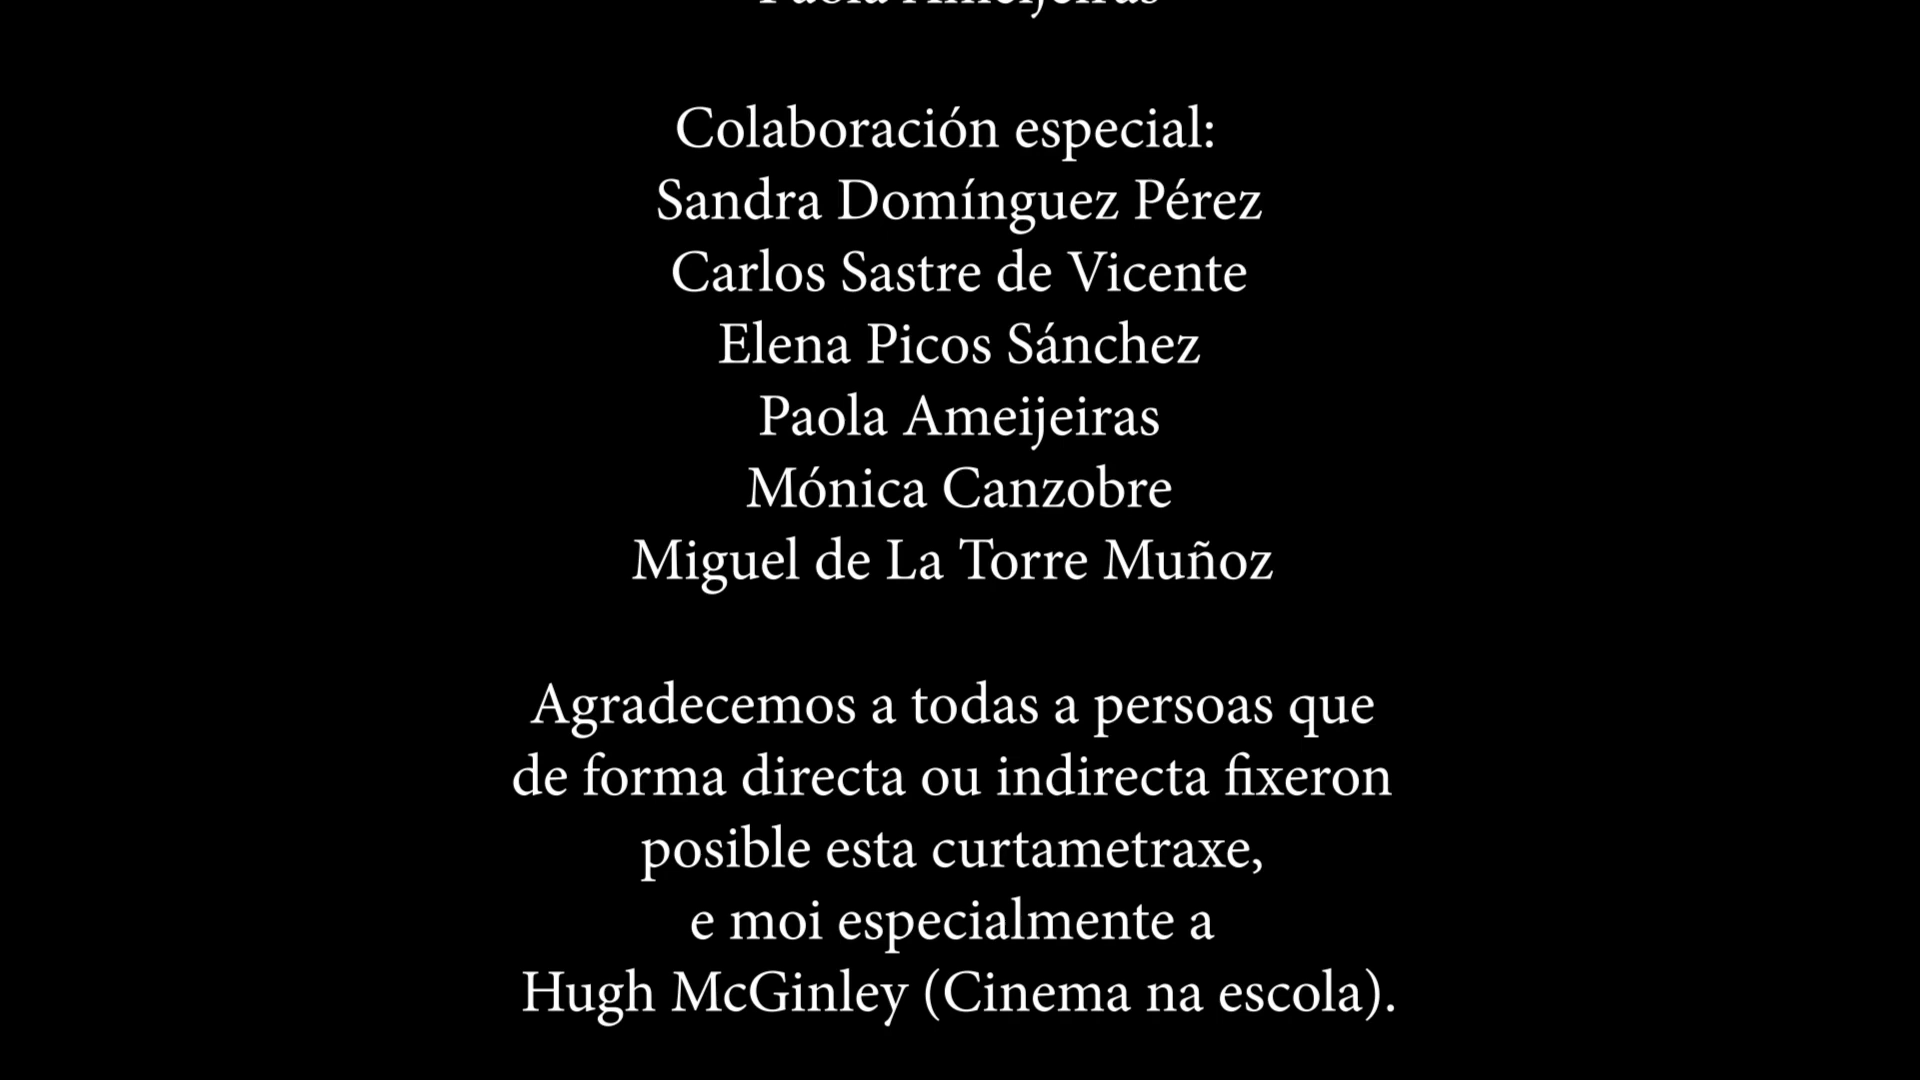 Paola Ameijeiras
Colaboración especial:
Sandra Domínguez Pérez
Carlos Sastre de Vicente
Elena Picos Sánchez
Paola Ameijeiras
Mónica Canzobre
Miguel de La Torre Muñoz
Agradecemos a todas a persoas que
de forma directa ou indirecta fixeron
posible esta curtametraxe,
e moi especialmente a
Hugh McGinley (Cinema na escola).